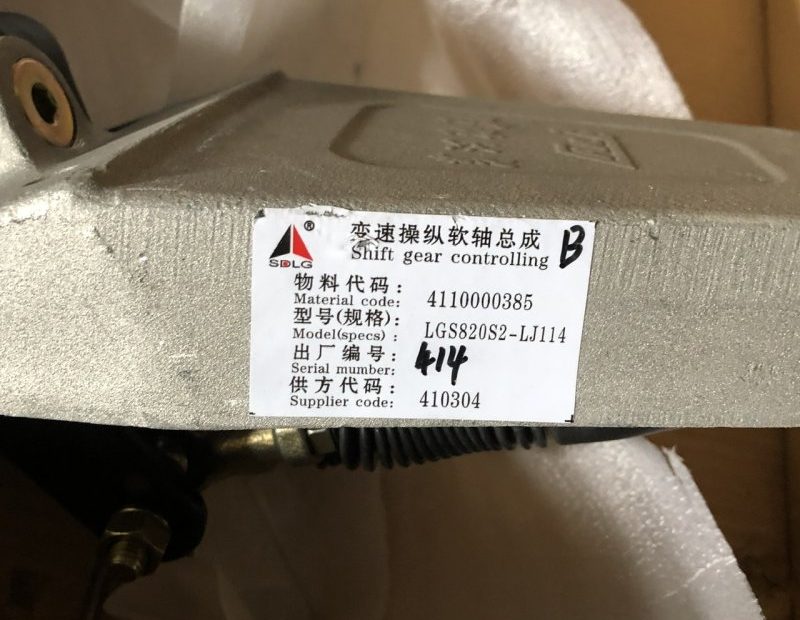 变速操纵软轴总成 B
SDLG ® Shift gear controlling
物料代码：
Material code: 4110000385
型号(规格)：
Model(specs) : LGS820S2-LJ114
出厂编号：
Serial mumber: 414
供方代码：
Supplier code: 410304